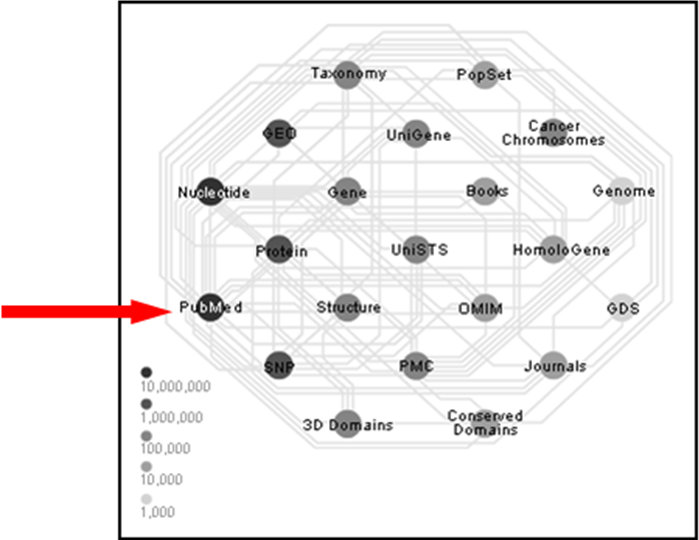 Taxonomy
PopSet
GEO
UniGene
Cancer
Chromosomes
Nucleotide
Gene
Books
Genome
Protein
UniSTS
HomoloGene
PubMed
Structure
OMIM
GDS
SNP
PMC
Journals
3D Domains
Conserved
Domains
10,000,000
1,000,000
100,000
10,000
1,000